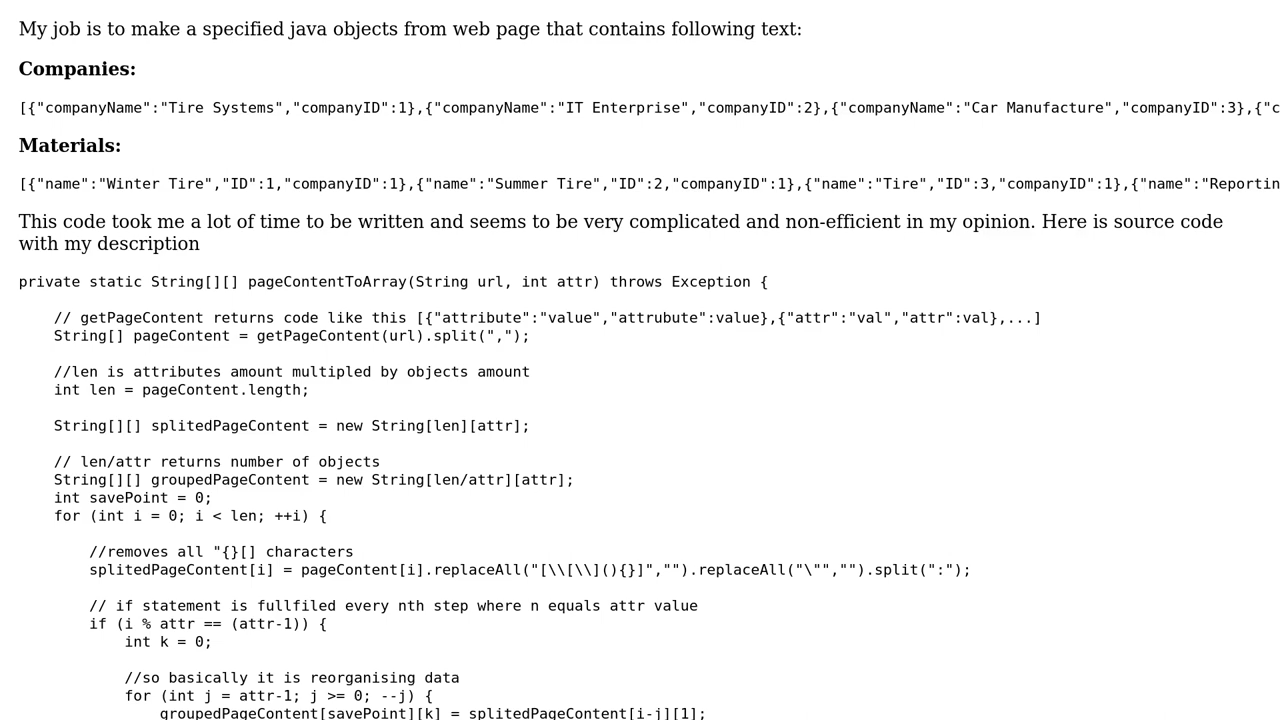 My job is to make a specified java objects from web page that contains following text:
Companies:
[{"companyName":"Tire Systems","companyID":1},{"companyName":"IT Enterprise","companyID":2},{"companyName":"Car Manufacture","companyID":3},{"c
Materials:
[{"name":"Winter Tire","ID":1,"companyID":1},{"name":"Summer Tire","ID":2,"companyID":1},{"name":"Tire","ID":3,"companyID":1},{"name":"Reportin
This code took me a lot of time to be written and seems to be very complicated and non-efficient in my opinion. Here is source code
with my description
private static String[][] pageContentToArray(String url, int attr) throws Exception {
    // getPageContent returns code like this [{"attribute":"value","attrubute":value},{"attr":"val","attr":val},...]
    String[] pageContent = getPageContent(url).split(",");
    //len is attributes amount multipled by objects amount
    int len = pageContent.length;
    String[][] splitedPageContent = new String[len][attr];
    // len/attr returns number of objects
    String[][] groupedPageContent = new String[len/attr][attr];
    int savePoint = 0;
    for (int i = 0; i < len; ++i) {
        //removes all "{}[] characters
        splitedPageContent[i] = pageContent[i].replaceAll("[\\[\\](){}]","").replaceAll("\"","").split(":");
        // if statement is fullfiled every nth step where n equals attr value
        if (i % attr == (attr-1)) {
            int k = 0;
            //so basically it is reorganising data
            for (int j = attr-1; j >= 0; --j) {
                groupedPageContent[savePoint][k] = splitedPageContent[i-j][1];